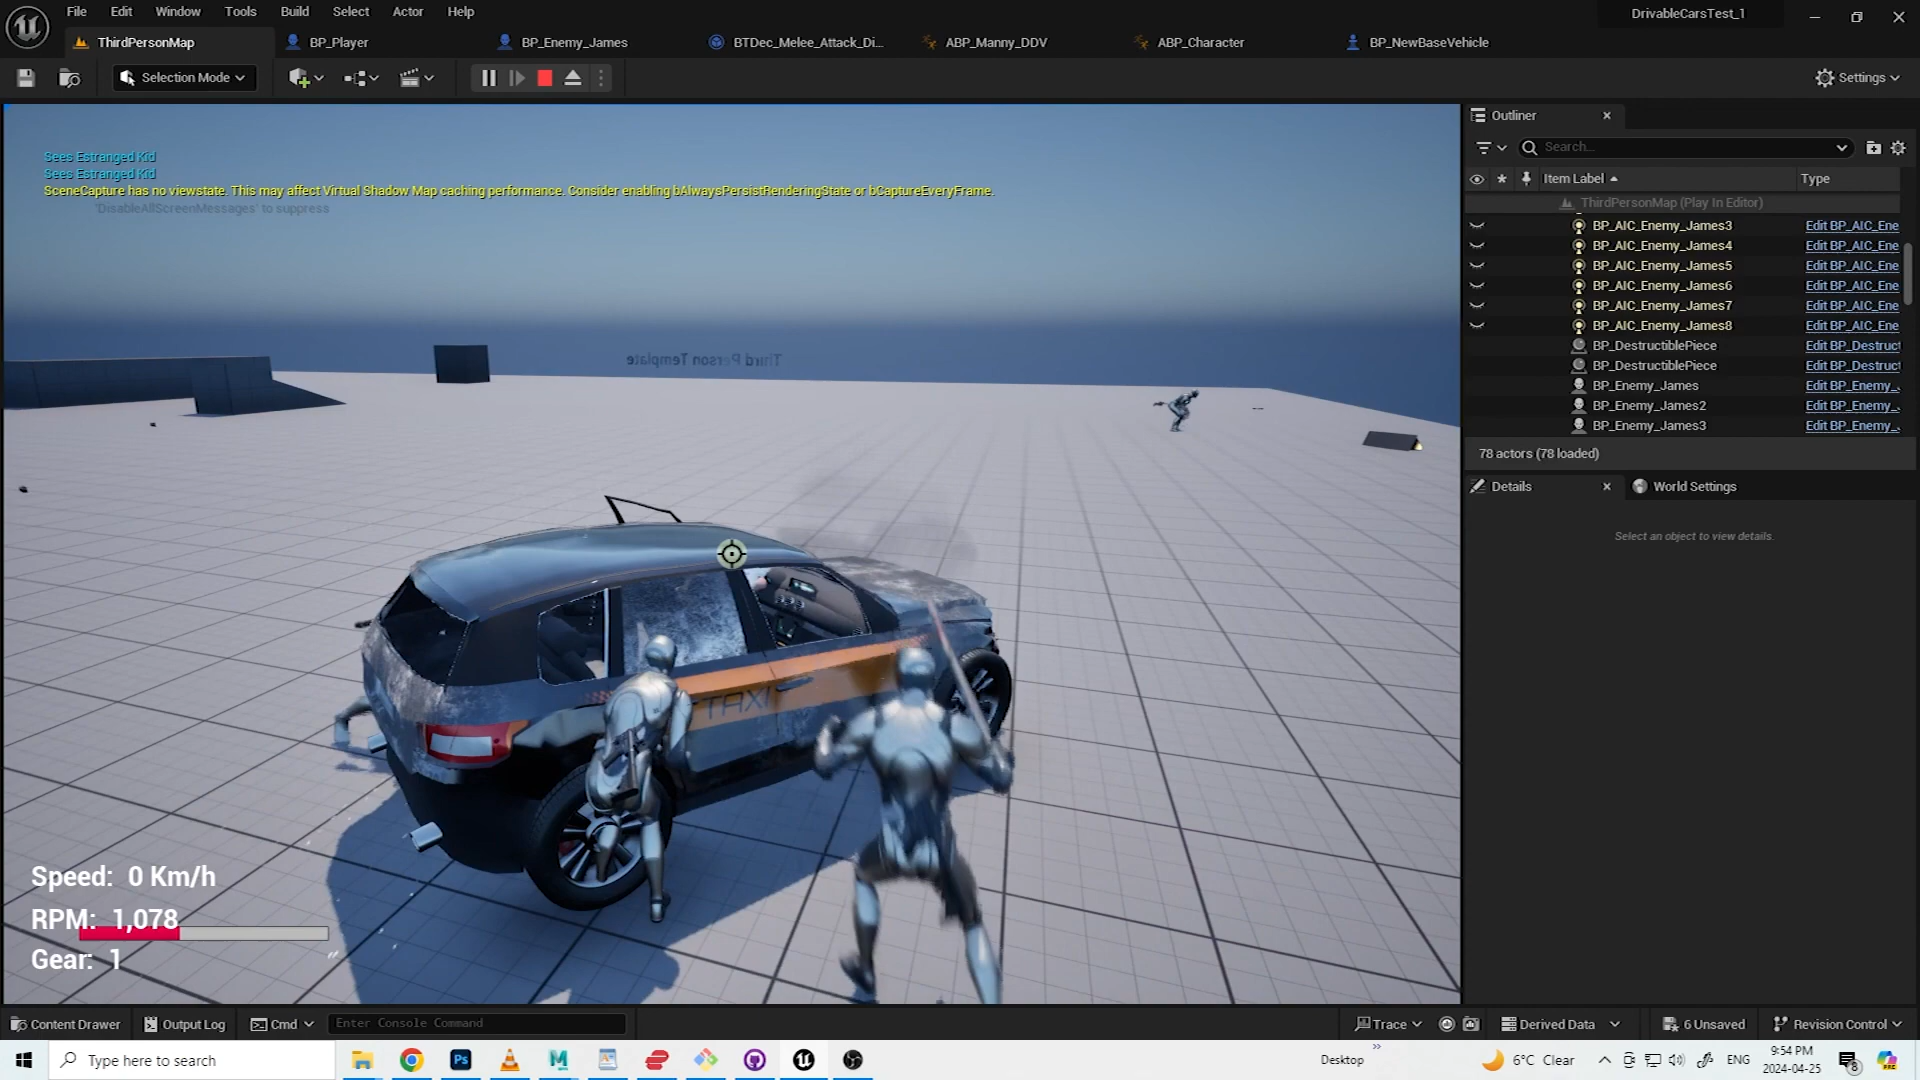 File Edit Window Tools Build Select Actor Help
DrivableCarsTest_1
ThirdPersonMap
BP_Player
BP_Enemy_James
BTDec_Melee_Attack_Di...
ABP_Manny_DDV
ABP_Character
BP_NewBaseVehicle
Selection Mode
Settings
Sees Estranged Kid
Sees Estranged Kid
SceneCapture has no viewstate. This may affect Virtual Shadow Map caching performance. Consider enabling bAlwaysPersistRenderingState or bCaptureEveryFrame.
'DisableAllScreenMessages' to suppress
Third Person Template
TAXI
Speed: 0 Km/h
RPM: 1,078
Gear: 1
Outliner
Search...
Item Label Type
ThirdPersonMap (Play In Editor)
BP_AIC_Enemy_James3 Edit BP_AIC_Ene
BP_AIC_Enemy_James4 Edit BP_AIC_Ene
BP_AIC_Enemy_James5 Edit BP_AIC_Ene
BP_AIC_Enemy_James6 Edit BP_AIC_Ene
BP_AIC_Enemy_James7 Edit BP_AIC_Ene
BP_AIC_Enemy_James8 Edit BP_AIC_Ene
BP_DestructiblePiece Edit BP_Destruct
BP_DestructiblePiece Edit BP_Destruct
BP_Enemy_James Edit BP_Enemy_
BP_Enemy_James2 Edit BP_Enemy_
BP_Enemy_James3 Edit BP_Enemy_
78 actors (78 loaded)
Details
World Settings
Select an object to view details.
Content Drawer Output Log Cmd Enter Console Command
Trace Derived Data 6 Unsaved Revision Control
Type here to search
Desktop
6°C Clear
ENG
9:54 PM
2024-04-25
8